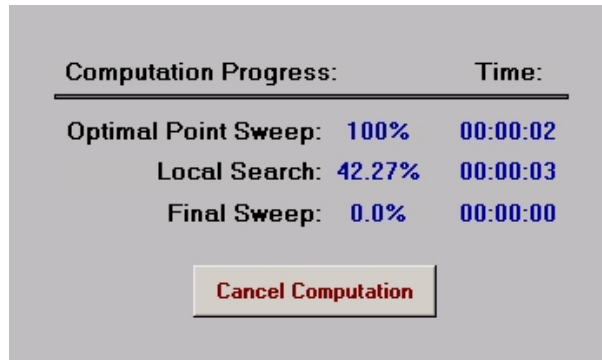 Computation Progress: Time:
Optimal Point Sweep: 100% 00:00:02
Local Search: 42.27% 00:00:03
Final Sweep: 0.0% 00:00:00
Cancel Computation